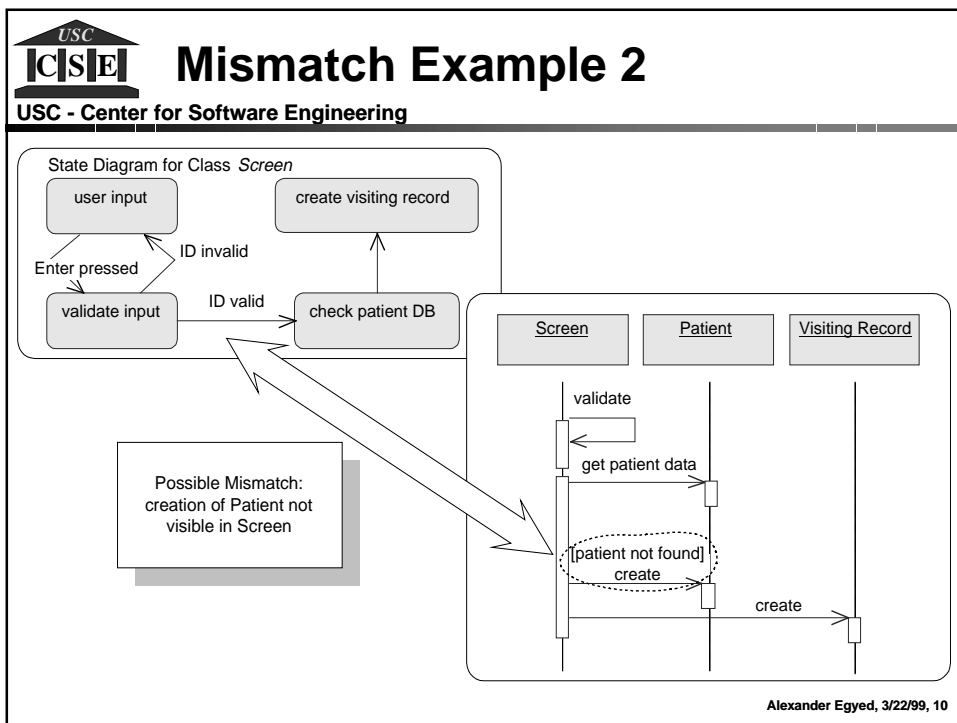 USC
C S E
Mismatch Example 2
USC - Center for Software Engineering
State Diagram for Class Screen
user input
create visiting record
ID invalid
Enter pressed
validate input
ID valid
check patient DB
Screen
Patient
Visiting Record
validate
get patient data
[patient not found]
create
create
Possible Mismatch:
creation of Patient not
visible in Screen
Alexander Egyed, 3/22/99, 10